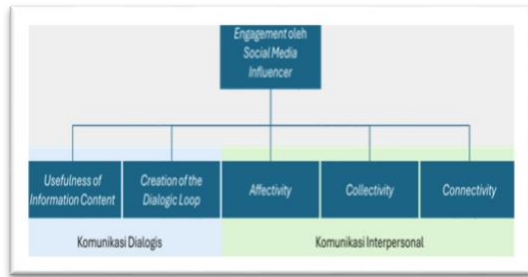 Engagement oleh
Social Media
Influencer
Usefulness of
Information Content
Creation of the
Dialogic Loop
Affectivity
Collectivity
Connectivity
Komunikasi Dialogis
Komunikasi Interpersonal